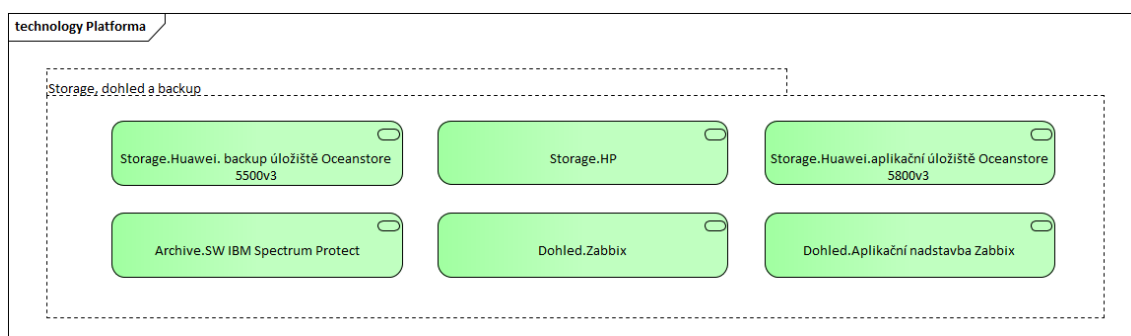 technology Platforma
Storage, dohled a backup
Storage.Huawei. backup úložiště Oceanstore
5500v3
Storage.HP
Storage.Huawei.aplikační úložiště Oceanstore
5800v3
Archive.SW IBM Spectrum Protect
Dohled.Zabbix
Dohled.Aplikační nadstavba Zabbix